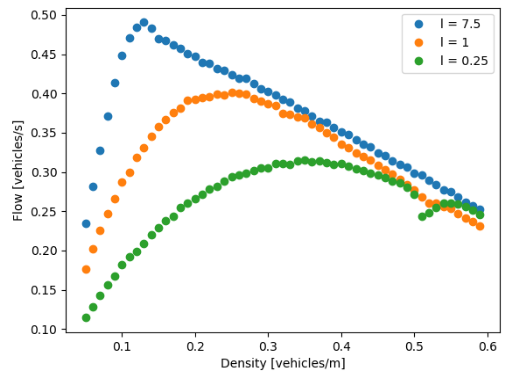 0.50
0.45
0.40
0.35
0.30
0.25
0.20
0.15
0.10
Flow [vehicles/s]
l = 7.5
l = 1
l = 0.25
0.1 0.2 0.3 0.4 0.5 0.6
Density [vehicles/m]